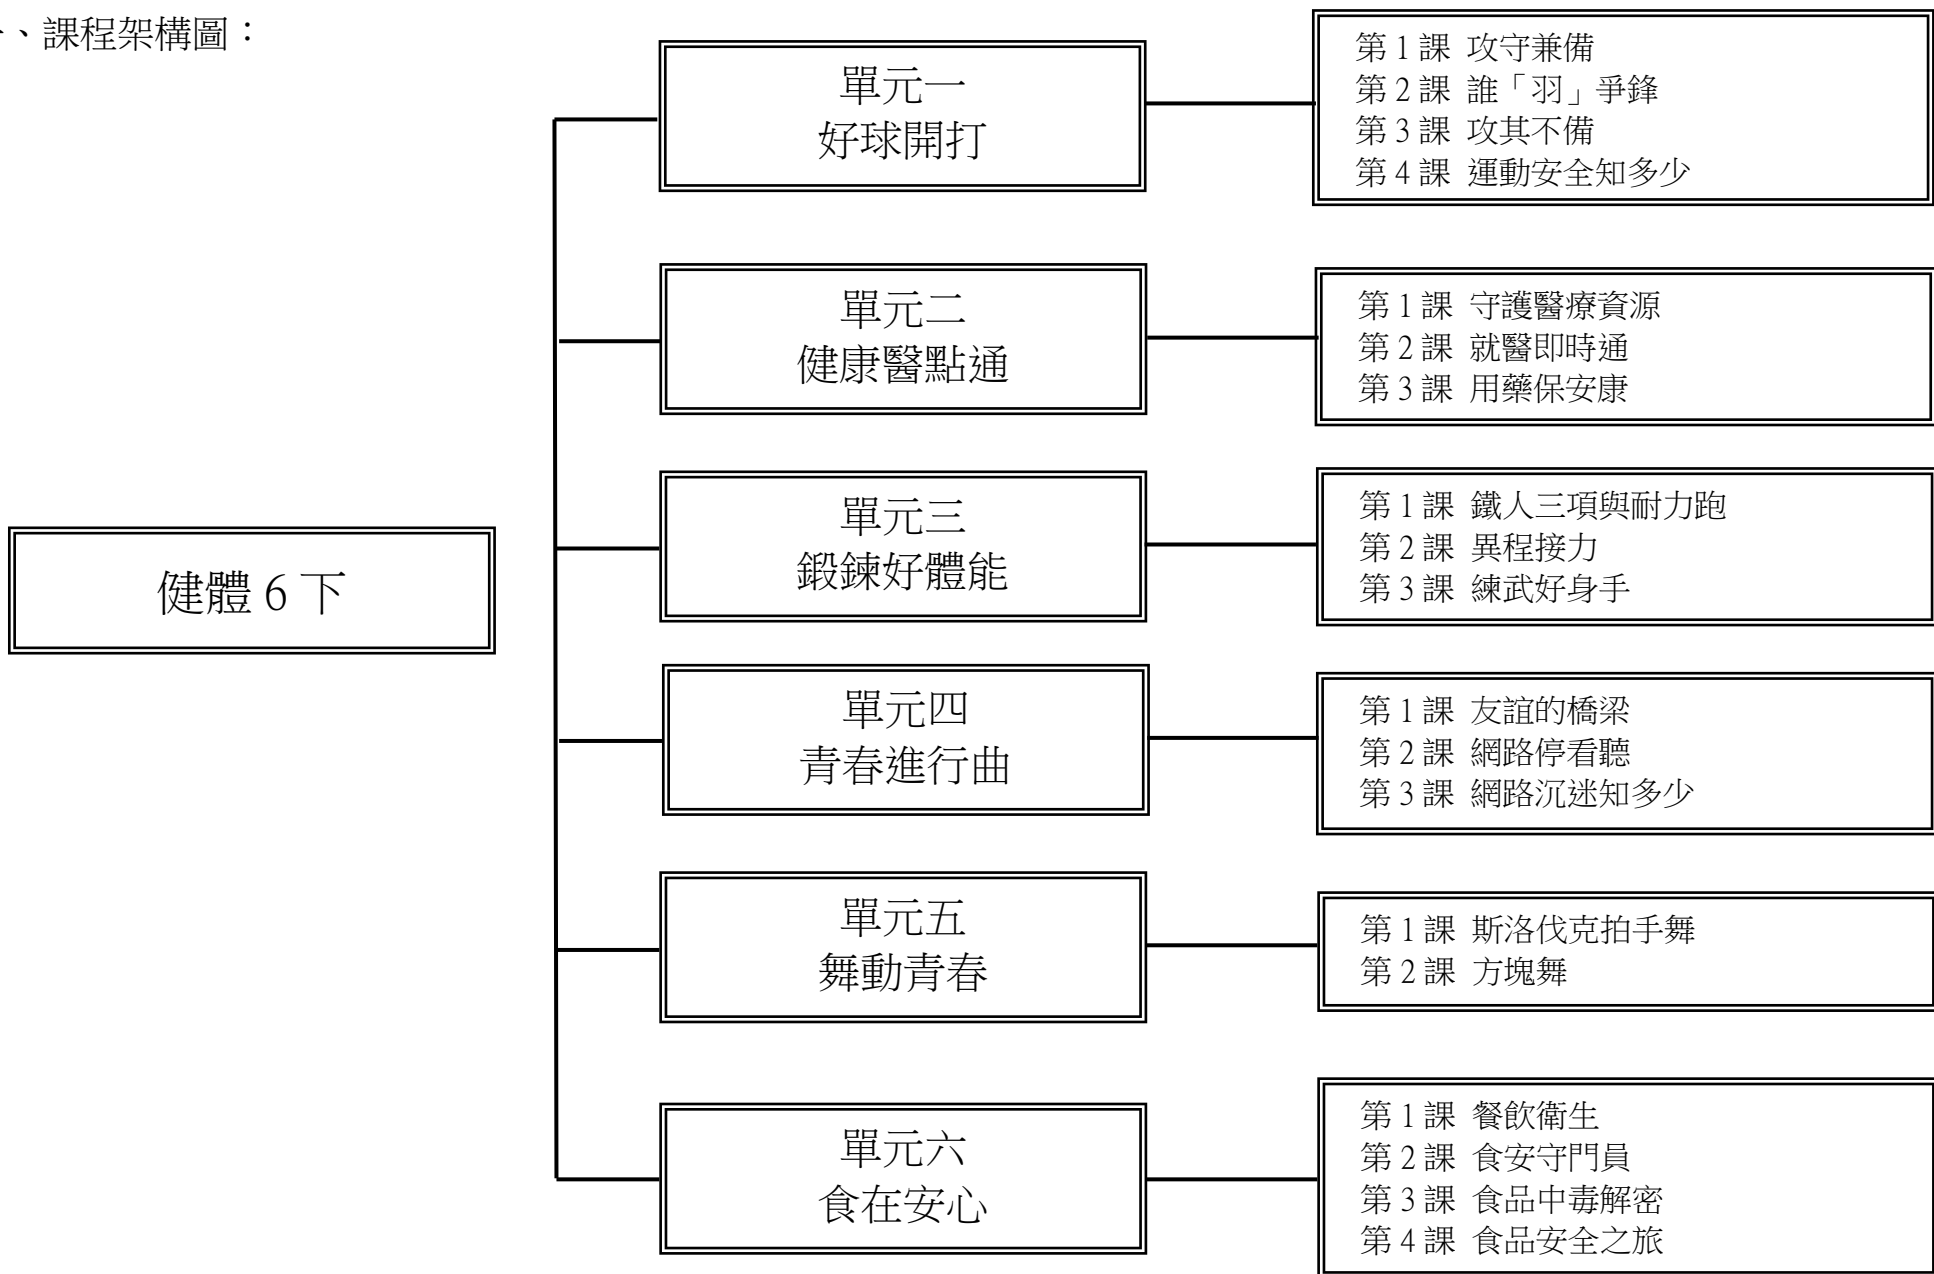 、課程架構圖：
健體 6 下
單元一
好球開打
第 1 課 攻守兼備
第 2 課 誰「羽」爭鋒
第 3 課 攻其不備
第 4 課 運動安全知多少
單元二
健康醫點通
第 1 課 守護醫療資源
第 2 課 就醫即時通
第 3 課 用藥保安康
單元三
鍛鍊好體能
第 1 課 鐵人三項與耐力跑
第 2 課 異程接力
第 3 課 練武好身手
單元四
青春進行曲
第 1 課 友誼的橋梁
第 2 課 網路停看聽
第 3 課 網路沉迷知多少
單元五
舞動青春
第 1 課 斯洛伐克拍手舞
第 2 課 方塊舞
單元六
食在安心
第 1 課 餐飲衛生
第 2 課 食安守門員
第 3 課 食品中毒解密
第 4 課 食品安全之旅